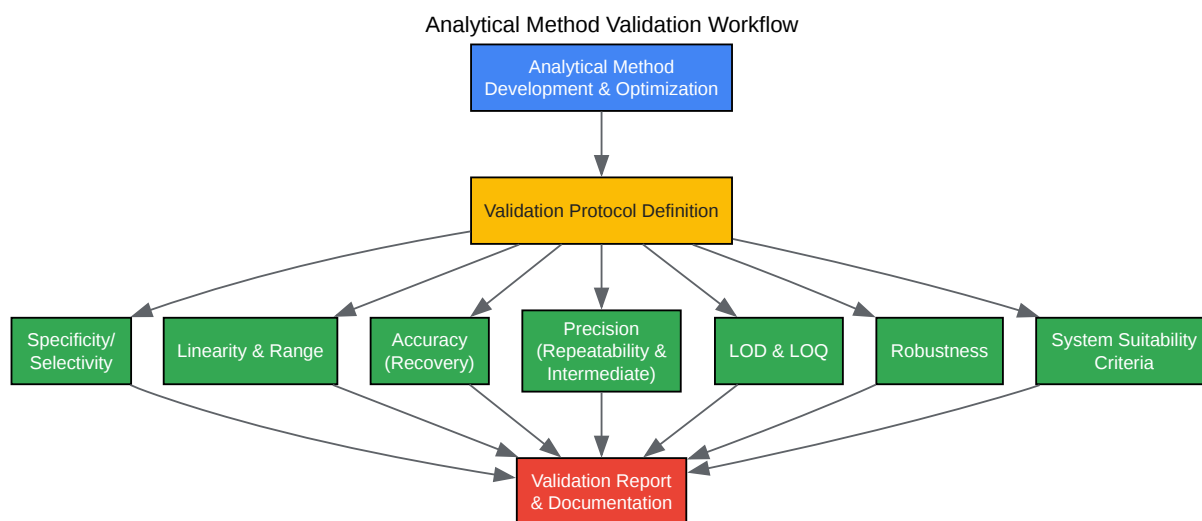 Analytical Method Validation Workflow
Analytical Method
Development & Optimization
Validation Protocol Definition
Specificity/
Selectivity
Linearity & Range
Accuracy
(Recovery)
Precision
(Repeatability &
Intermediate)
LOD & LOQ
Robustness
System Suitability
Criteria
Validation Report
& Documentation